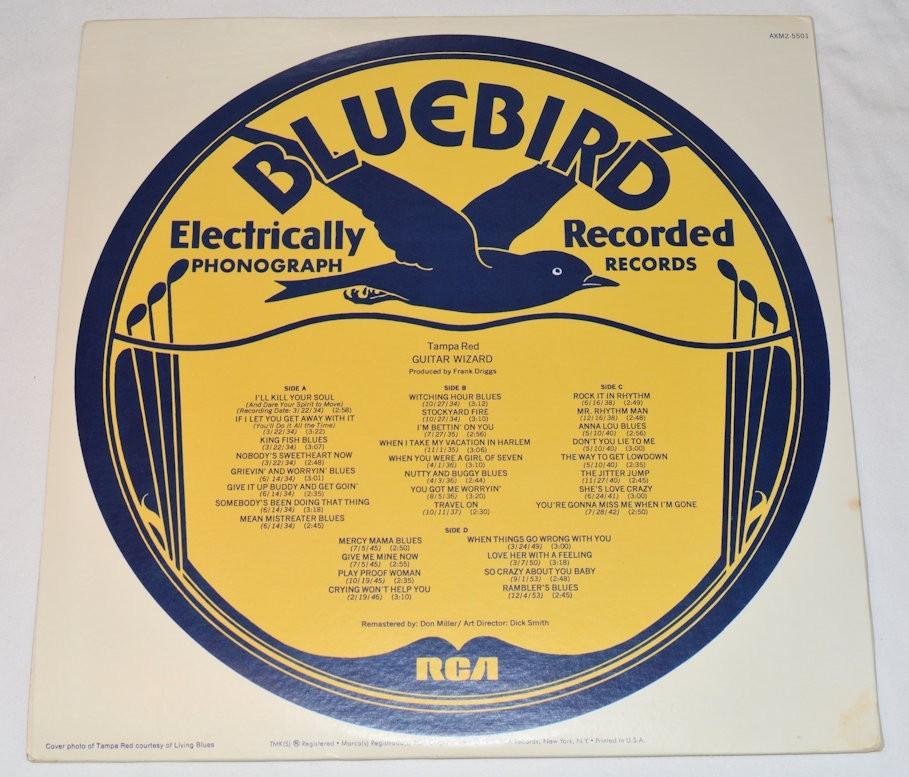 AXM2-5501
BLUEBIRD
Electrically Recorded
PHONOGRAPH RECORDS
Tampa Red
GUITAR WIZARD
Produced by Frank Driggs
SIDE A
I'LL KILL YOUR SOUL
(And Dare Your Spirit to Move)
(Recording Date: 3/22/34) (2:58)
IF I LET YOU GET AWAY WITH IT
(You'll Do It All the Time)
(3/22/34) (3:22)
KING FISH BLUES
(3/22/34) (3:07)
NOBODY'S SWEETHEART NOW
(3/22/34) (2:48)
GRIEVIN' AND WORRYIN' BLUES
(6/14/34) (3:01)
GIVE IT UP BUDDY AND GET GOIN'
(6/14/34) (2:35)
SOMEBODY'S BEEN DOING THAT THING
(6/14/34) (3:18)
MEAN MISTREATER BLUES
(6/14/34) (2:45)
SIDE B
WITCHING HOUR BLUES
(10/27/34) (3:12)
STOCKYARD FIRE
(10/27/34) (3:10)
I'M BETTIN' ON YOU
(7/27/35) (2:56)
WHEN I TAKE MY VACATION IN HARLEM
(11/1/35) (3:06)
WHEN YOU WERE A GIRL OF SEVEN
(4/1/36) (3:10)
NUTTY AND BUGGY BLUES
(4/3/36) (2:44)
YOU GOT ME WORRYIN'
(8/5/36) (3:20)
TRAVEL ON
(10/11/37) (2:30)
SIDE C
ROCK IT IN RHYTHM
(6/16/38) (2:49)
MR. RHYTHM MAN
(12/16/38) (2:48)
ANNA LOU BLUES
(5/10/40) (2:56)
DON'T YOU LIE TO ME
(5/10/40) (3:00)
THE WAY TO GET LOWDOWN
(5/10/40) (2:35)
THE JITTER JUMP
(11/27/40) (2:45)
SHE'S LOVE CRAZY
(6/24/41) (3:00)
YOU'RE GONNA MISS ME WHEN I'M GONE
(7/28/42) (2:50)
SIDE D
MERCY MAMA BLUES
(7/5/45) (2:50)
GIVE ME MINE NOW
(7/5/45) (2:55)
PLAY PROOF WOMAN
(10/19/45) (2:35)
CRYING WON'T HELP YOU
(2/19/46) (3:10)
WHEN THINGS GO WRONG WITH YOU
(3/24/49) (3:00)
LOVE HER WITH A FEELING
(3/7/50) (3:18)
SO CRAZY ABOUT YOU BABY
(9/1/53) (2:48)
RAMBLER'S BLUES
(12/4/53) (2:45)
Remastered by: Don Miller/ Art Director: Dick Smith
RCA
Cover photo of Tampa Red courtesy of Living Blues
TMK(S) ® Registered • Marca(s) Records, New York, N.Y. • Printed in U.S.A.